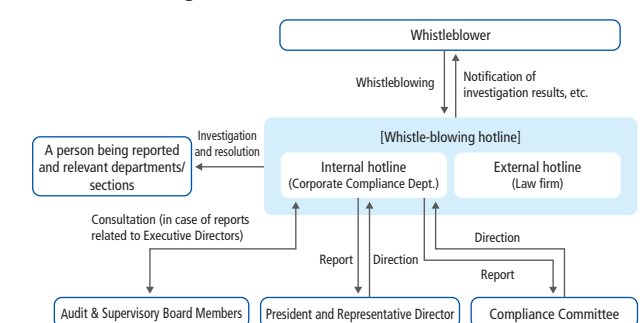 Whistleblower
Whistleblowing
Notification of
investigation results, etc.
[Whistle-blowing hotline]
Investigation
and resolution
A person being reported
and relevant departments/
sections
Internal hotline
(Corporate Compliance Dept.)
External hotline
(Law firm)
Consultation (in case of reports
related to Executive Directors)
Report
Direction
Direction
Report
Audit & Supervisory Board Members
President and Representative Director
Compliance Committee